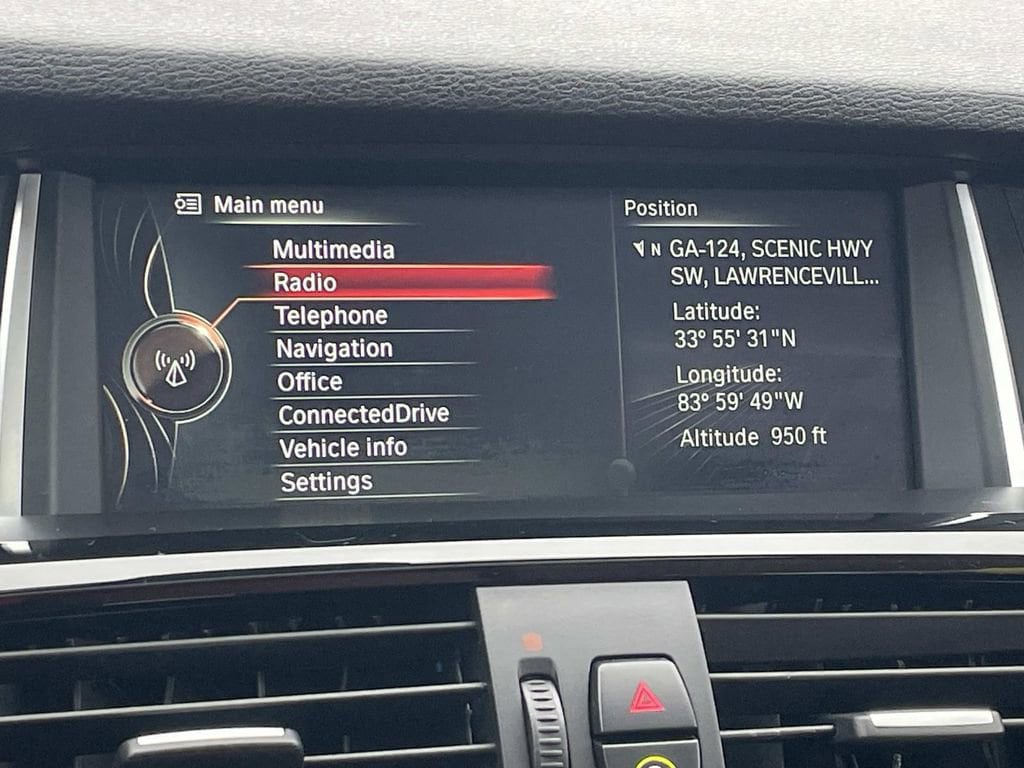 Main menu
Multimedia
Radio
Telephone
Navigation
Office
ConnectedDrive
Vehicle info
Settings
Position
N GA-124, SCENIC HWY
SW, LAWRENCEVILL...
Latitude:
33° 55' 31"N
Longitude:
83° 59' 49"W
Altitude 950 ft